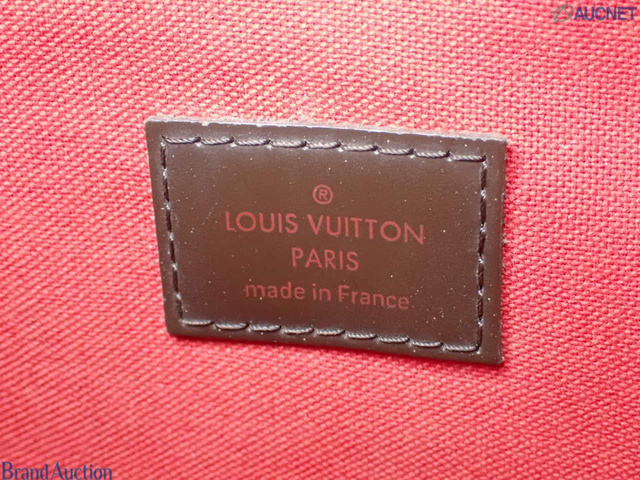 AUCNET
®
LOUIS VUITTON
PARIS
made in France
Brand Auction